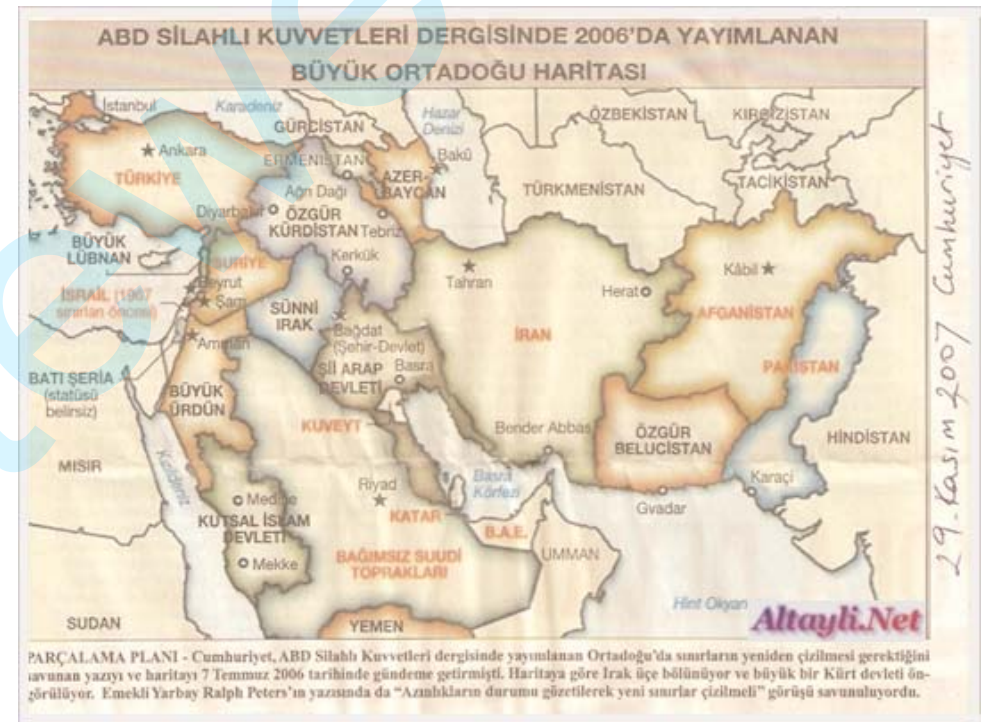 ABD SİLAHLI KUVVETLERİ DERGİSİNDE 2006'DA YAYIMLANAN
BÜYÜK ORTADOĞU HARİTASI
İstanbul
Karadeniz
Hazar
Denizi
ÖZBEKİSTAN
KIRGIZİSTAN
GÜRCİSTAN
Ankara
ERMENİSTAN
Bakû
TÜRKİYE
AZER-
BAYCAN
Ağrı Dağı
TÜRKMENİSTAN
TACİKİSTAN
Diyarbakır
ÖZGÜR
KÜRDİSTAN
Tebriz
BÜYÜK
LÜBNAN
SURİYE
Kerkük
Tahran
Kâbil
Beyrut
Şam
Herat
İSRAİL (1967
sınırları öncesi)
SÜNNİ
IRAK
AFGANİSTAN
Amman
Bağdat
(Şehir-Devlet)
İRAN
Şİİ ARAP
DEVLETİ
Basra
PAKİSTAN
BATI ŞERİA
(statüsü
belirsiz)
BÜYÜK
ÜRDÜN
KUVEYT
Bender Abbas
ÖZGÜR
BELUCİSTAN
HİNDİSTAN
MISIR
Kızıldeniz
Riyad
Basra
Körfezi
Karaçi
Medine
Gvadar
KUTSAL İSLAM
DEVLETİ
KATAR
B.A.E.
Mekke
BAĞIMSIZ SUUDİ
TOPRAKLARI
UMMAN
SUDAN
YEMEN
Hint Okyan
Altayli.Net
29. Kasım 2007 Cumhuriyet
PARÇALAMA PLANI - Cumhuriyet, ABD Silahlı Kuvvetleri dergisinde yayımlanan Ortadoğu'da sınırların yeniden çizilmesi gerektiğini
savunan yazıyı ve haritayı 7 Temmuz 2006 tarihinde gündeme getirmişti. Haritaya göre Irak üçe bölünüyor ve büyük bir Kürt devleti ön-
görülüyor. Emekli Yarbay Ralph Peters'ın yazısında da "Azınlıkların durumu gözetilerek yeni sınırlar çizilmeli" görüşü savunuluyordu.